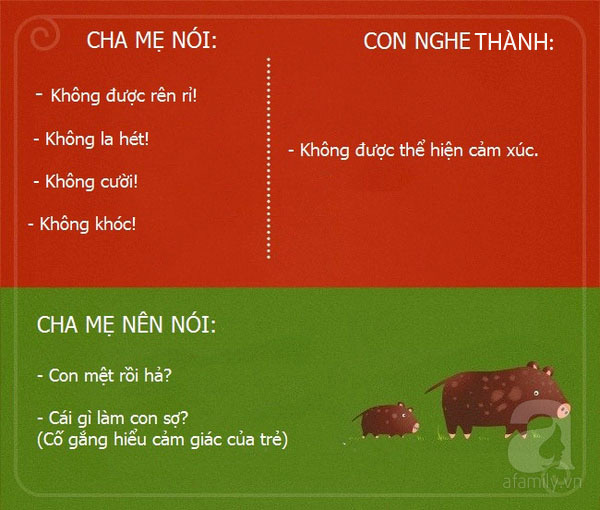 CHA MẸ NÓI:
- Không được rên rỉ!
- Không la hét!
- Không cười!
- Không khóc!
CON NGHE THÀNH:
- Không được thể hiện cảm xúc.
CHA MẸ NÊN NÓI:
- Con mệt rồi hả?
- Cái gì làm con sợ?
(Cố gắng hiểu cảm giác của trẻ)
a
afamily.vn